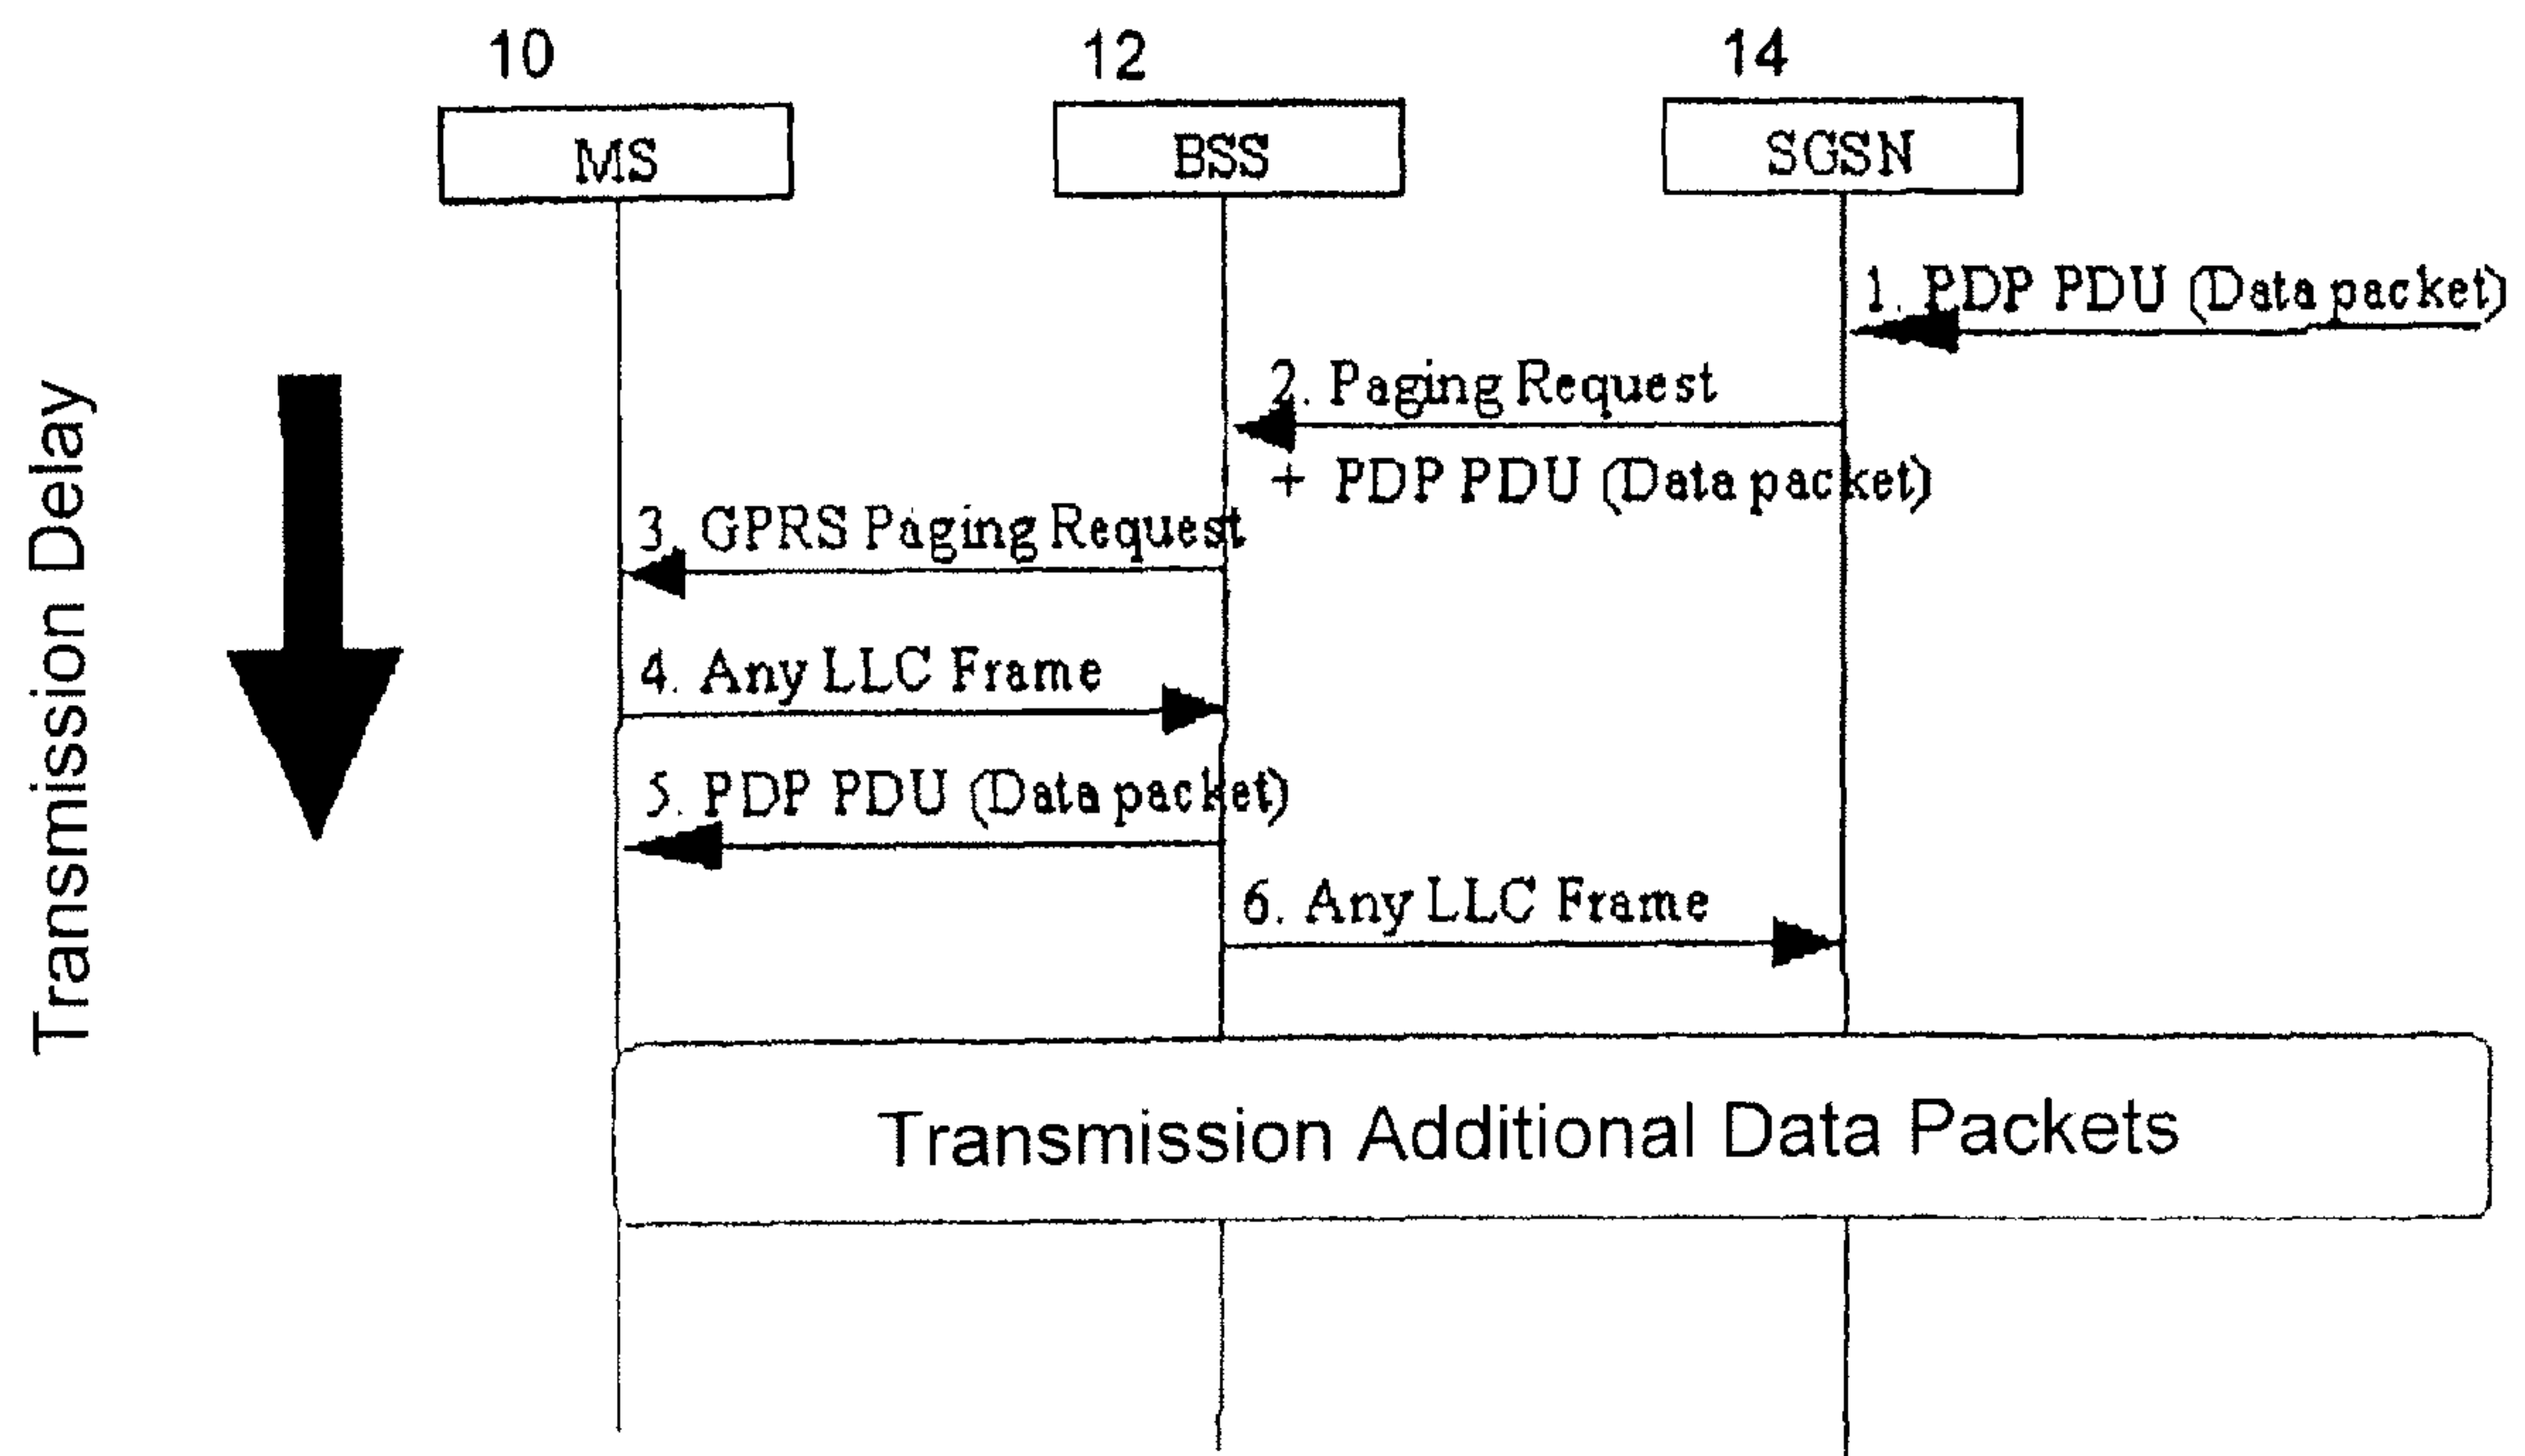 10 12 14
MS BSS SGSN
1. PDP PDU (Data packet)
2. Paging Request
+ PDP PDU (Data packet)
3. GPRS Paging Request
4. Any LLC Frame
5. PDP PDU (Data packet)
6. Any LLC Frame
Transmission Delay
Transmission Additional Data Packets